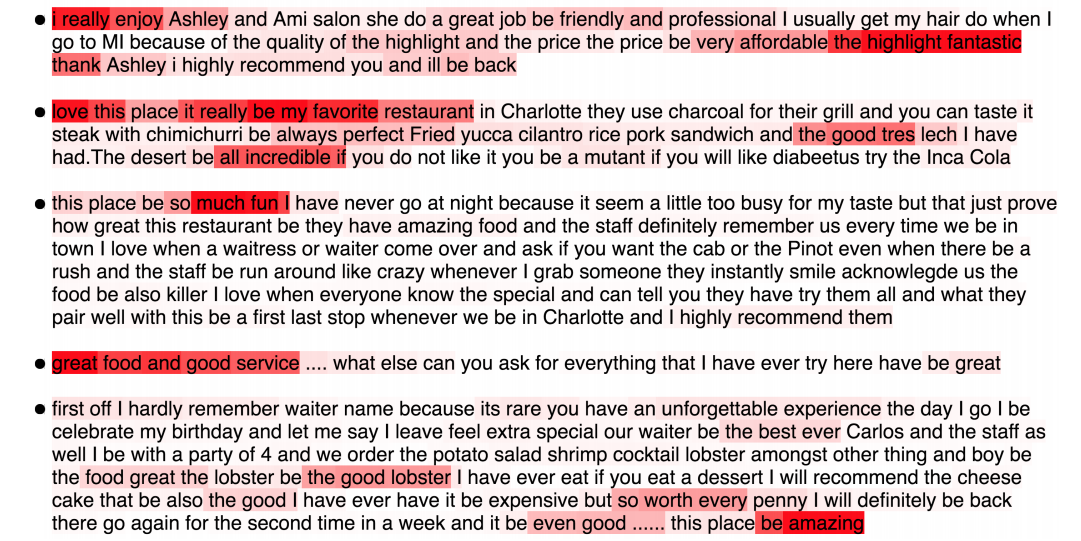 • i really enjoy Ashley and Ami salon she do a great job be friendly and professional I usually get my hair do when I
go to MI because of the quality of the highlight and the price the price be very affordable the highlight fantastic
thank Ashley i highly recommend you and ill be back
• love this place it really be my favorite restaurant in Charlotte they use charcoal for their grill and you can taste it
steak with chimichurri be always perfect Fried yucca cilantro rice pork sandwich and the good tres lech I have
had.The desert be all incredible if you do not like it you be a mutant if you will like diabeetus try the Inca Cola
• this place be so much fun I have never go at night because it seem a little too busy for my taste but that just prove
how great this restaurant be they have amazing food and the staff definitely remember us every time we be in
town I love when a waitress or waiter come over and ask if you want the cab or the Pinot even when there be a
rush and the staff be run around like crazy whenever I grab someone they instantly smile acknowlegde us the
food be also killer I love when everyone know the special and can tell you they have try them all and what they
pair well with this be a first last stop whenever we be in Charlotte and I highly recommend them
• great food and good service .... what else can you ask for everything that I have ever try here have be great
• first off I hardly remember waiter name because its rare you have an unforgettable experience the day I go I be
celebrate my birthday and let me say I leave feel extra special our waiter be the best ever Carlos and the staff as
well I be with a party of 4 and we order the potato salad shrimp cocktail lobster amongst other thing and boy be
the food great the lobster be the good lobster I have ever eat if you eat a dessert I will recommend the cheese
cake that be also the good I have ever have it be expensive but so worth every penny I will definitely be back
there go again for the second time in a week and it be even good ...... this place be amazing